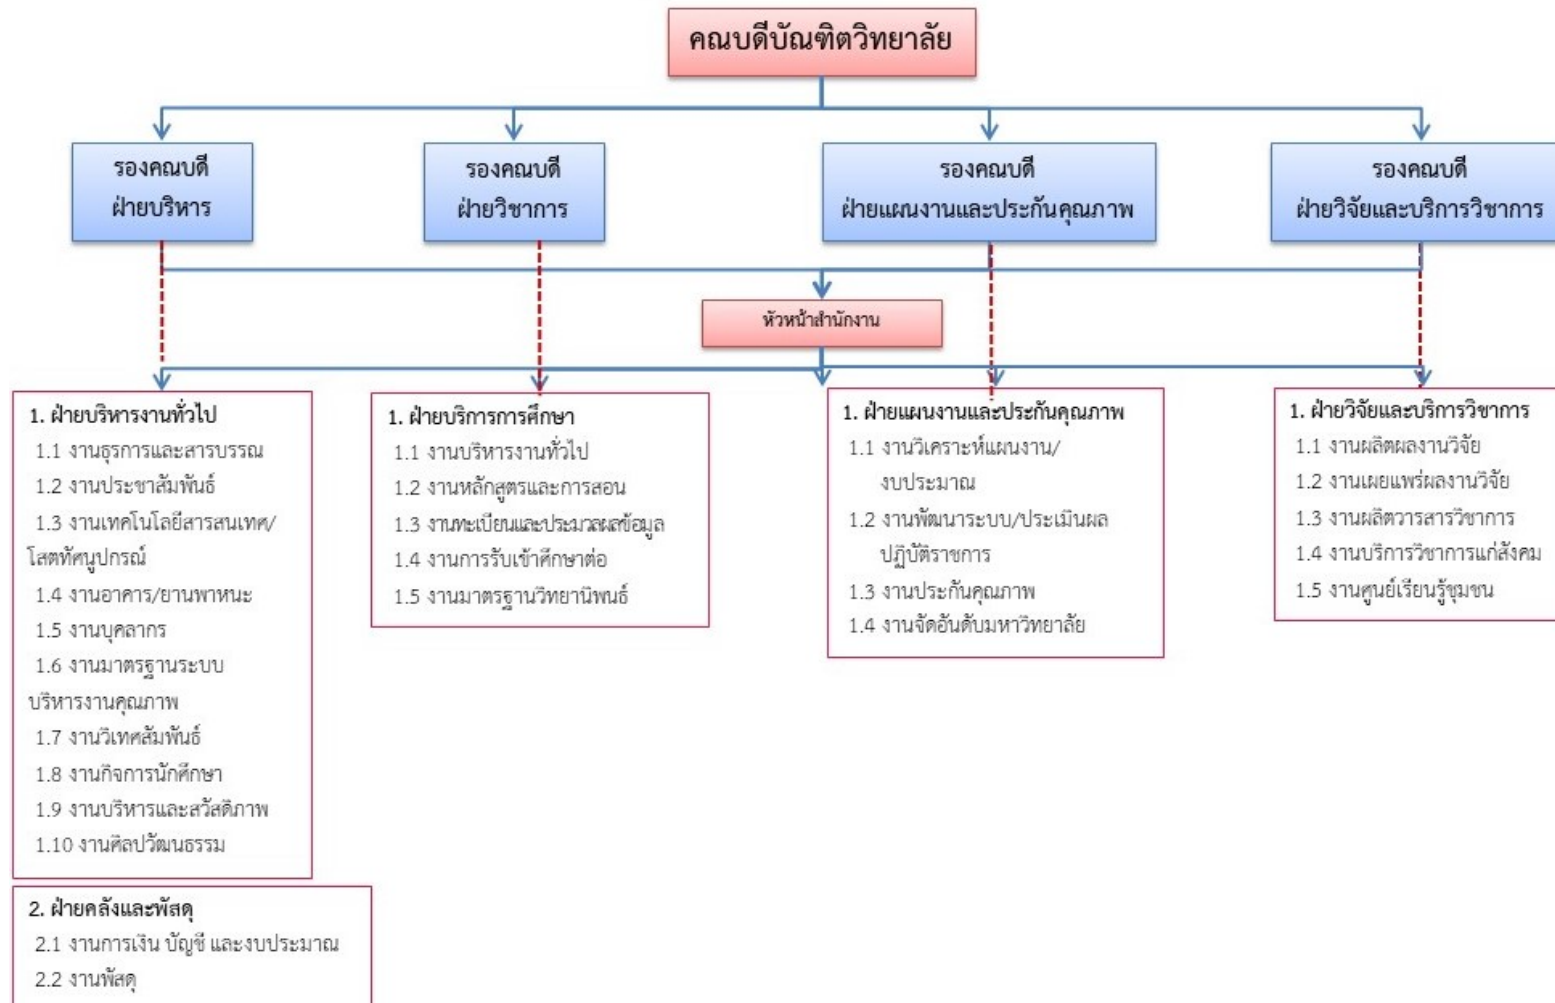 คณบดีบัณฑิตวิทยาลัย
รองคณบดี
ฝ่ายบริหาร
รองคณบดี
ฝ่ายวิชาการ
รองคณบดี
ฝ่ายแผนงานและประกันคุณภาพ
รองคณบดี
ฝ่ายวิจัยและบริการวิชาการ
หัวหน้าสำนักงาน
1. ฝ่ายบริหารงานทั่วไป
1.1 งานธุรการและสารบรรณ
1.2 งานประชาสัมพันธ์
1.3 งานเทคโนโลยีสารสนเทศ/
โสตทัศนูปกรณ์
1.4 งานอาคาร/ยานพาหนะ
1.5 งานบุคลากร
1.6 งานมาตรฐานระบบ
บริหารงานคุณภาพ
1.7 งานวิเทศสัมพันธ์
1.8 งานกิจการนักศึกษา
1.9 งานบริหารและสวัสดิภาพ
1.10 งานศิลปวัฒนธรรม
2. ฝ่ายคลังและพัสดุ
2.1 งานการเงิน บัญชี และงบประมาณ
2.2 งานพัสดุ
1. ฝ่ายบริการการศึกษา
1.1 งานบริหารงานทั่วไป
1.2 งานหลักสูตรและการสอน
1.3 งานทะเบียนและประมวลผลข้อมูล
1.4 งานการรับเข้าศึกษาต่อ
1.5 งานมาตรฐานวิทยานิพนธ์
1. ฝ่ายแผนงานและประกันคุณภาพ
1.1 งานวิเคราะห์แผนงาน/
งบประมาณ
1.2 งานพัฒนาระบบ/ประเมินผล
ปฏิบัติราชการ
1.3 งานประกันคุณภาพ
1.4 งานจัดอันดับมหาวิทยาลัย
1. ฝ่ายวิจัยและบริการวิชาการ
1.1 งานผลิตผลงานวิจัย
1.2 งานเผยแพร่ผลงานวิจัย
1.3 งานผลิตวารสารวิชาการ
1.4 งานบริการวิชาการแก่สังคม
1.5 งานศูนย์เรียนรู้ชุมชน